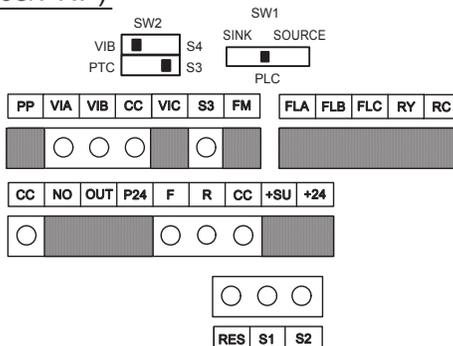 SW2
SW1
VIB S4
SINK SOURCE
PTC S3
PLC
PP VIA VIB CC VIC S3 FM FLA FLB FLC RY RC
CC NO OUT P24 F R CC +SU +24
RES S1 S2